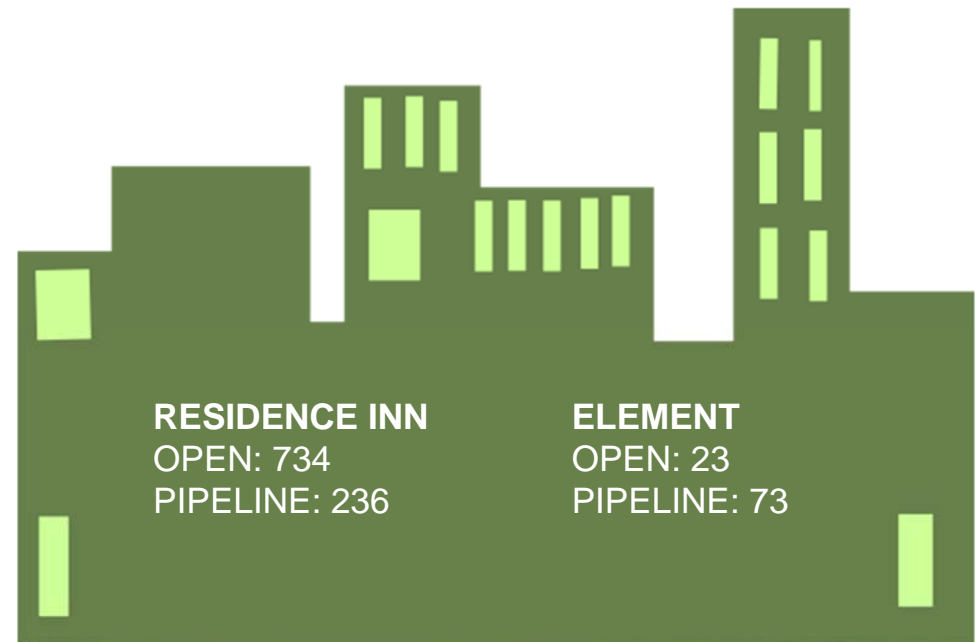 RESIDENCE INN
OPEN: 734
PIPELINE: 236
ELEMENT
OPEN: 23
PIPELINE: 73